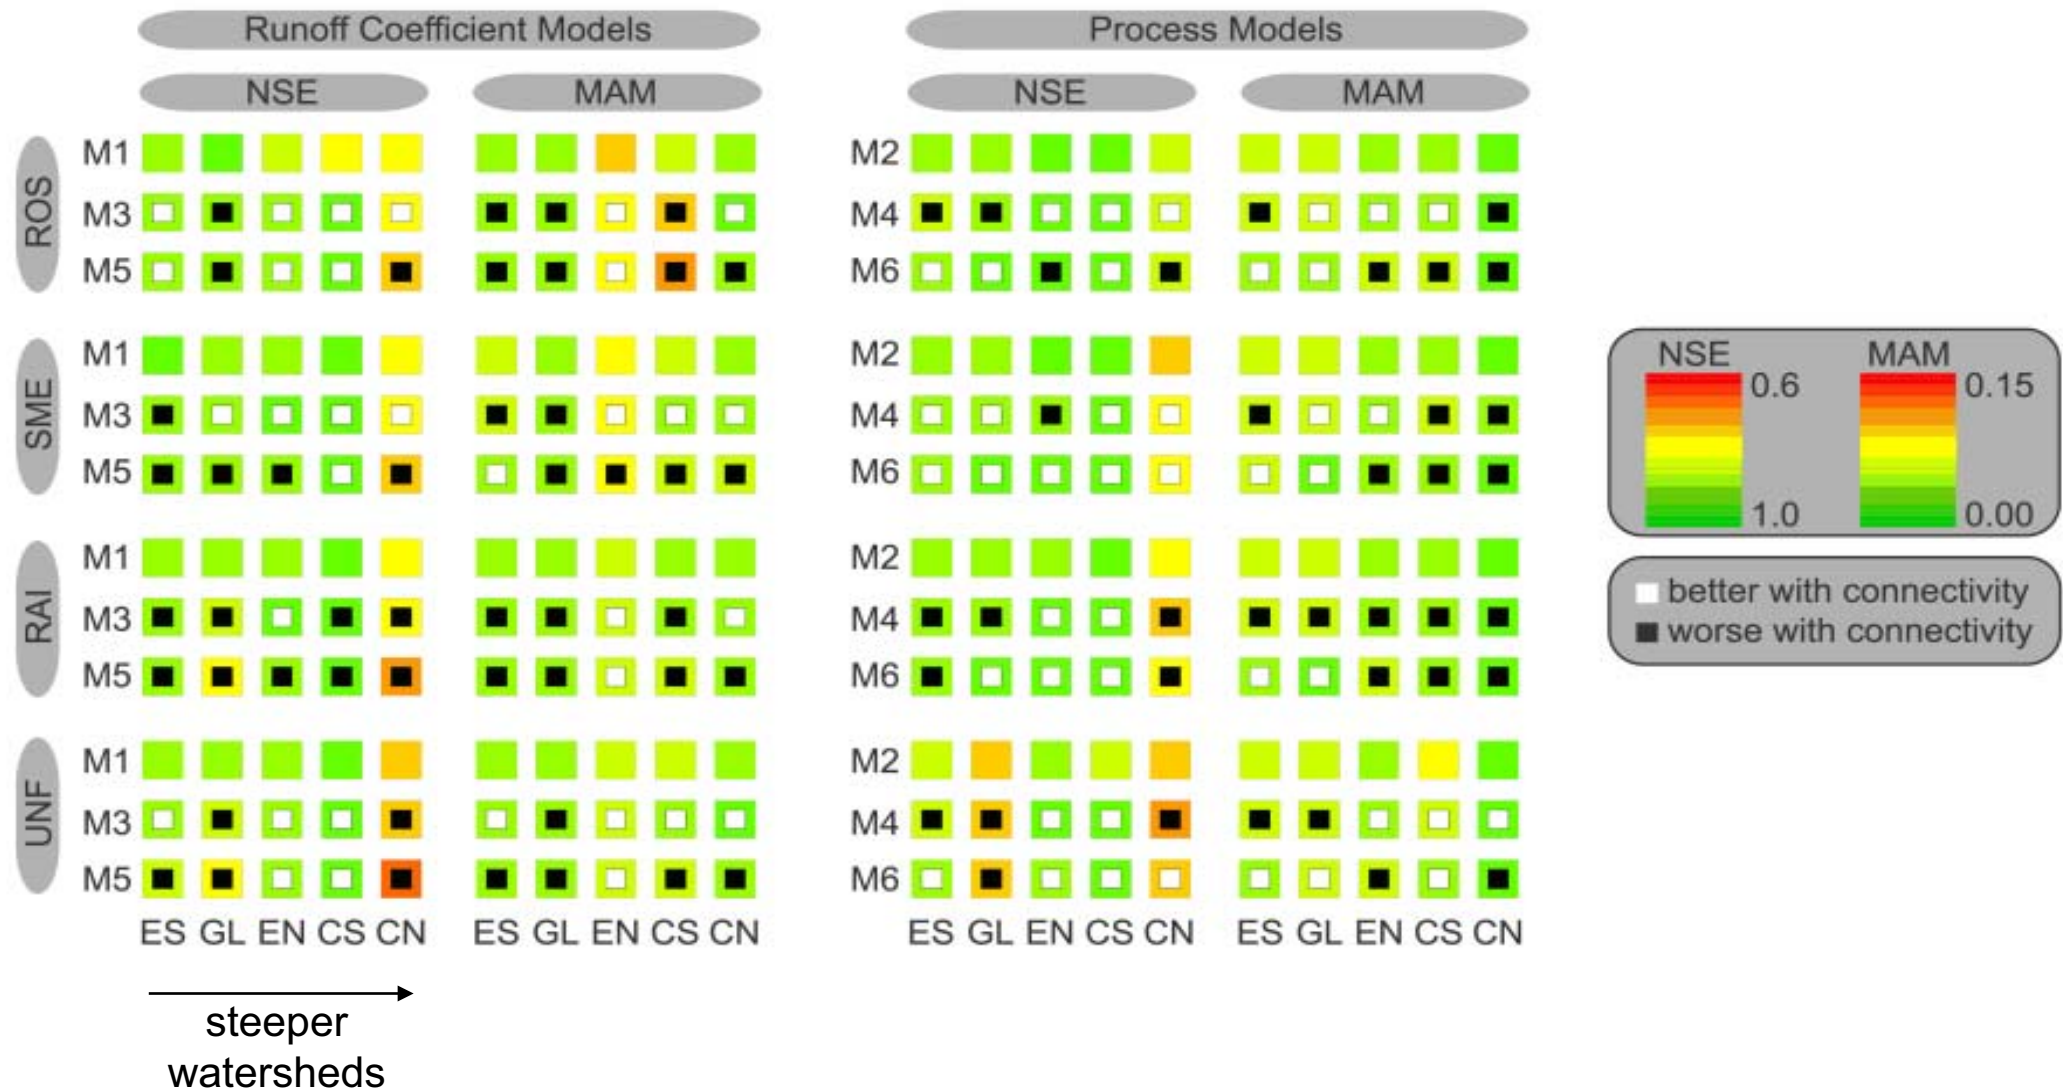 Runoff Coefficient Models Process Models
NSE MAM NSE MAM
ROS
M1 M2
M3 M4
M5 M6
SME
M1 M2
M3 M4
M5 M6
RAI
M1 M2
M3 M4
M5 M6
UNF
M1 M2
M3 M4
M5 M6
ES GL EN CS CN ES GL EN CS CN ES GL EN CS CN ES GL EN CS CN
steeper
watersheds
NSE MAM
0.6 0.15
1.0 0.00
better with connectivity
worse with connectivity